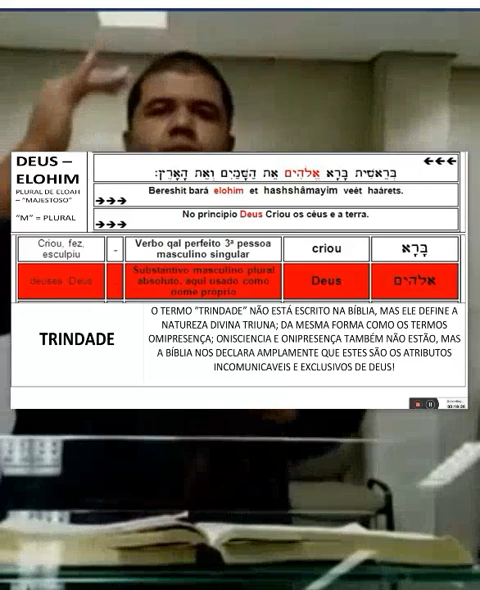 DEUS –
ELOHIM
PLURAL DE ELOAH
– "MAJESTOSO"
"M" = PLURAL
←←←
בְּרֵאשִׁית בָּרָא אֱלֹהִים אֵת הַשָּׁמַיִם וְאֵת הָאָרֶץ׃
Bereshit bará elohim et hashshâmayim veét haárets.
→→→
No princípio Deus Criou os céus e a terra.
→→→
Criou, fez,
esculpiu
-
Verbo qal perfeito 3ª pessoa
masculino singular
criou
בָּרָא
deuses, Deus
Substantivo masculino plural
absoluto, aqui usado como
nome próprio
Deus
אֱלֹהִים
TRINDADE
O TERMO "TRINDADE" NÃO ESTÁ ESCRITO NA BÍBLIA, MAS ELE DEFINE A
NATUREZA DIVINA TRIUNA; DA MESMA FORMA COMO OS TERMOS
OMIPRESENÇA; ONISCIENCIA E ONIPRESENÇA TAMBÉM NÃO ESTÃO, MAS
A BÍBLIA NOS DECLARA AMPLAMENTE QUE ESTES SÃO OS ATRIBUTOS
INCOMUNICAVEIS E EXCLUSIVOS DE DEUS!